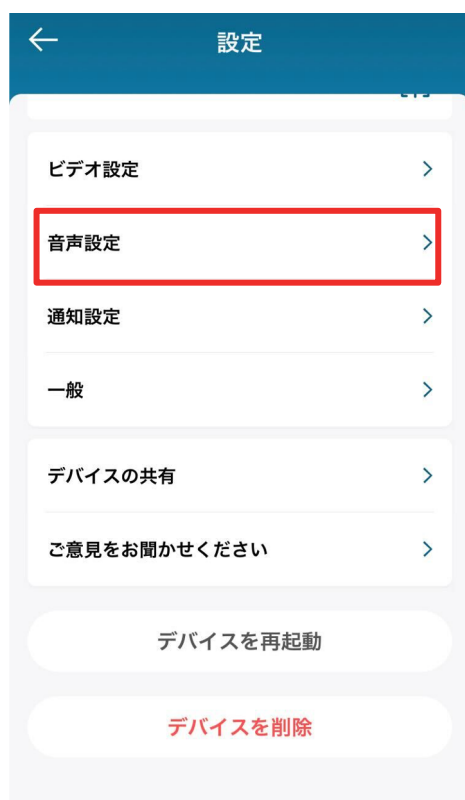 設定
ビデオ設定
音声設定
通知設定
一般
デバイスの共有
ご意見をお聞かせください
デバイスを再起動
デバイスを削除